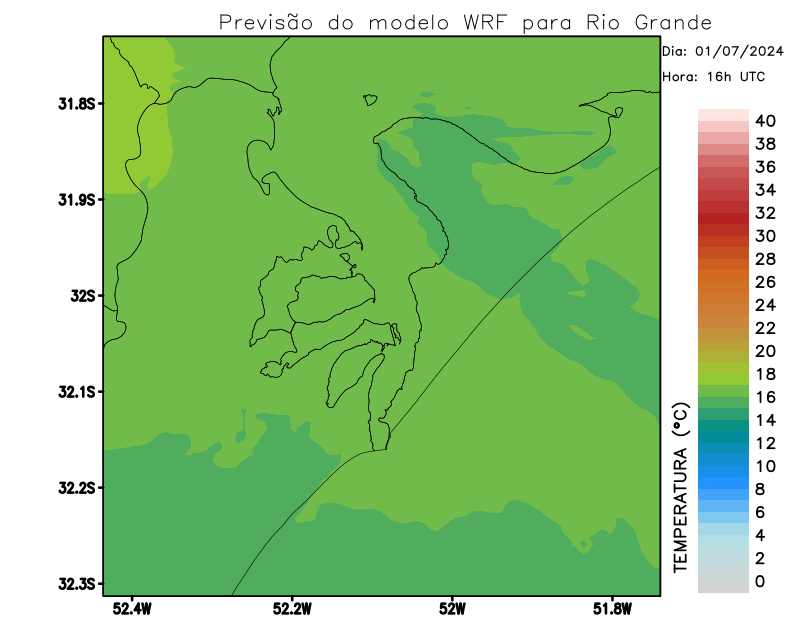 Previsão do modelo WRF para Rio Grande
Dia: 01/07/2024
Hora: 16h UTC
31.8S
31.9S
32S
32.1S
32.2S
32.3S
52.4W
52.2W
52W
51.8W
TEMPERATURA (°C)
40
38
36
34
32
30
28
26
24
22
20
18
16
14
12
10
8
6
4
2
0